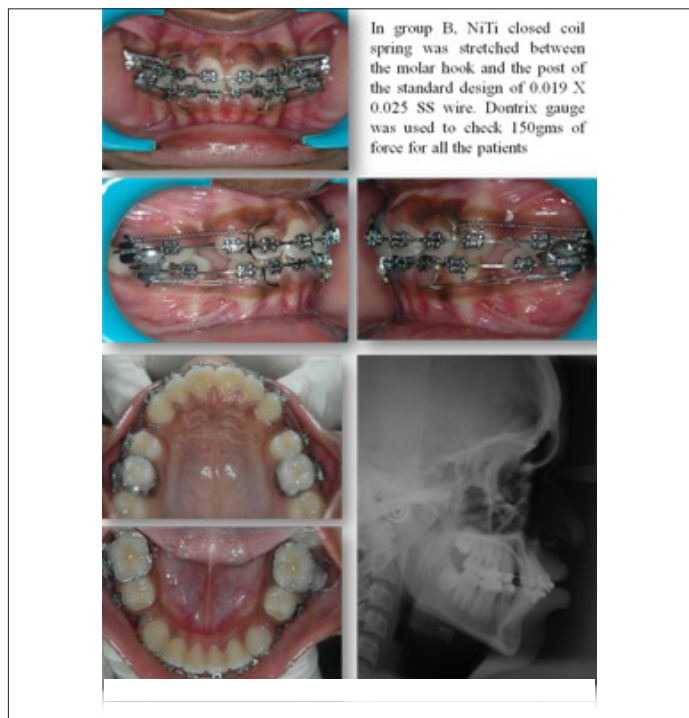 In group B, NiTi closed coil
spring was stretched between
the molar hook and the post of
the standard design of 0.019 X
0.025 SS wire. Dontrix gauge
was used to check 150gms of
force for all the patients